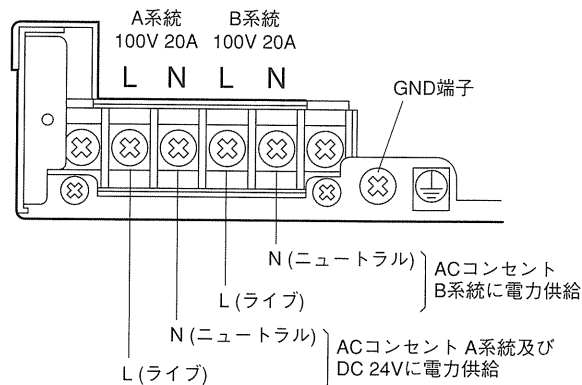 A系統 B系統
100V 20A 100V 20A
L N L N
GND端子
N (ニュートラル)
L (ライブ)
ACコンセント
B系統に電力供給
N (ニュートラル)
L (ライブ)
ACコンセント A系統及び
DC 24Vに電力供給